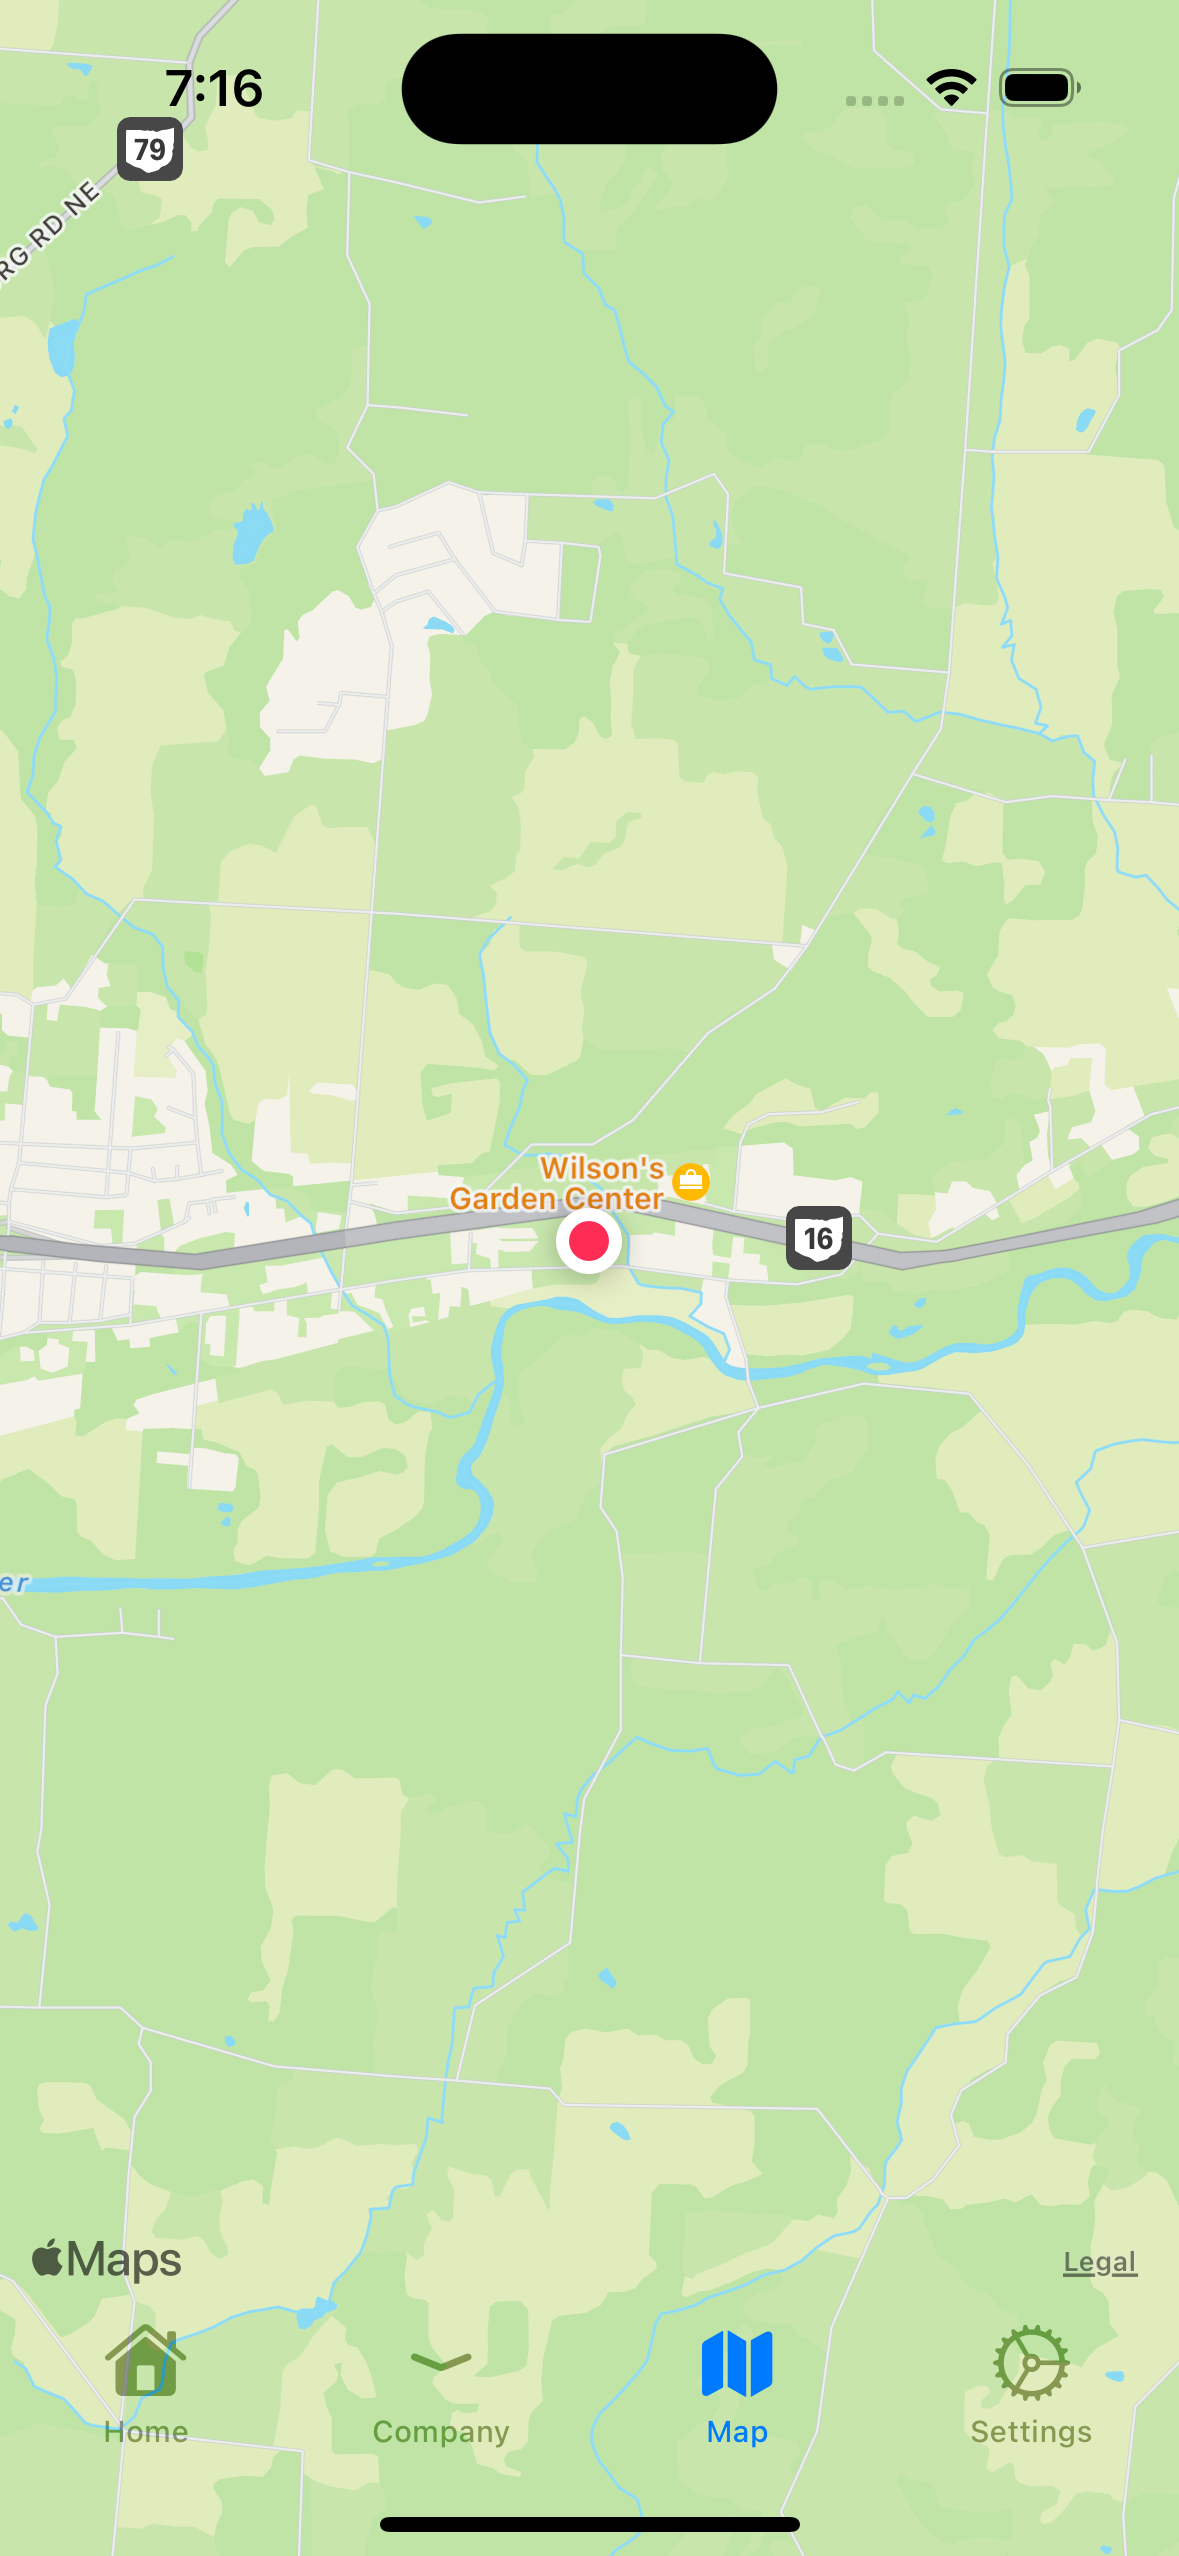 7:16
79
RG RD NE
Wilson's
Garden Center
16
er
Maps
Legal
Home
Company
Map
Settings